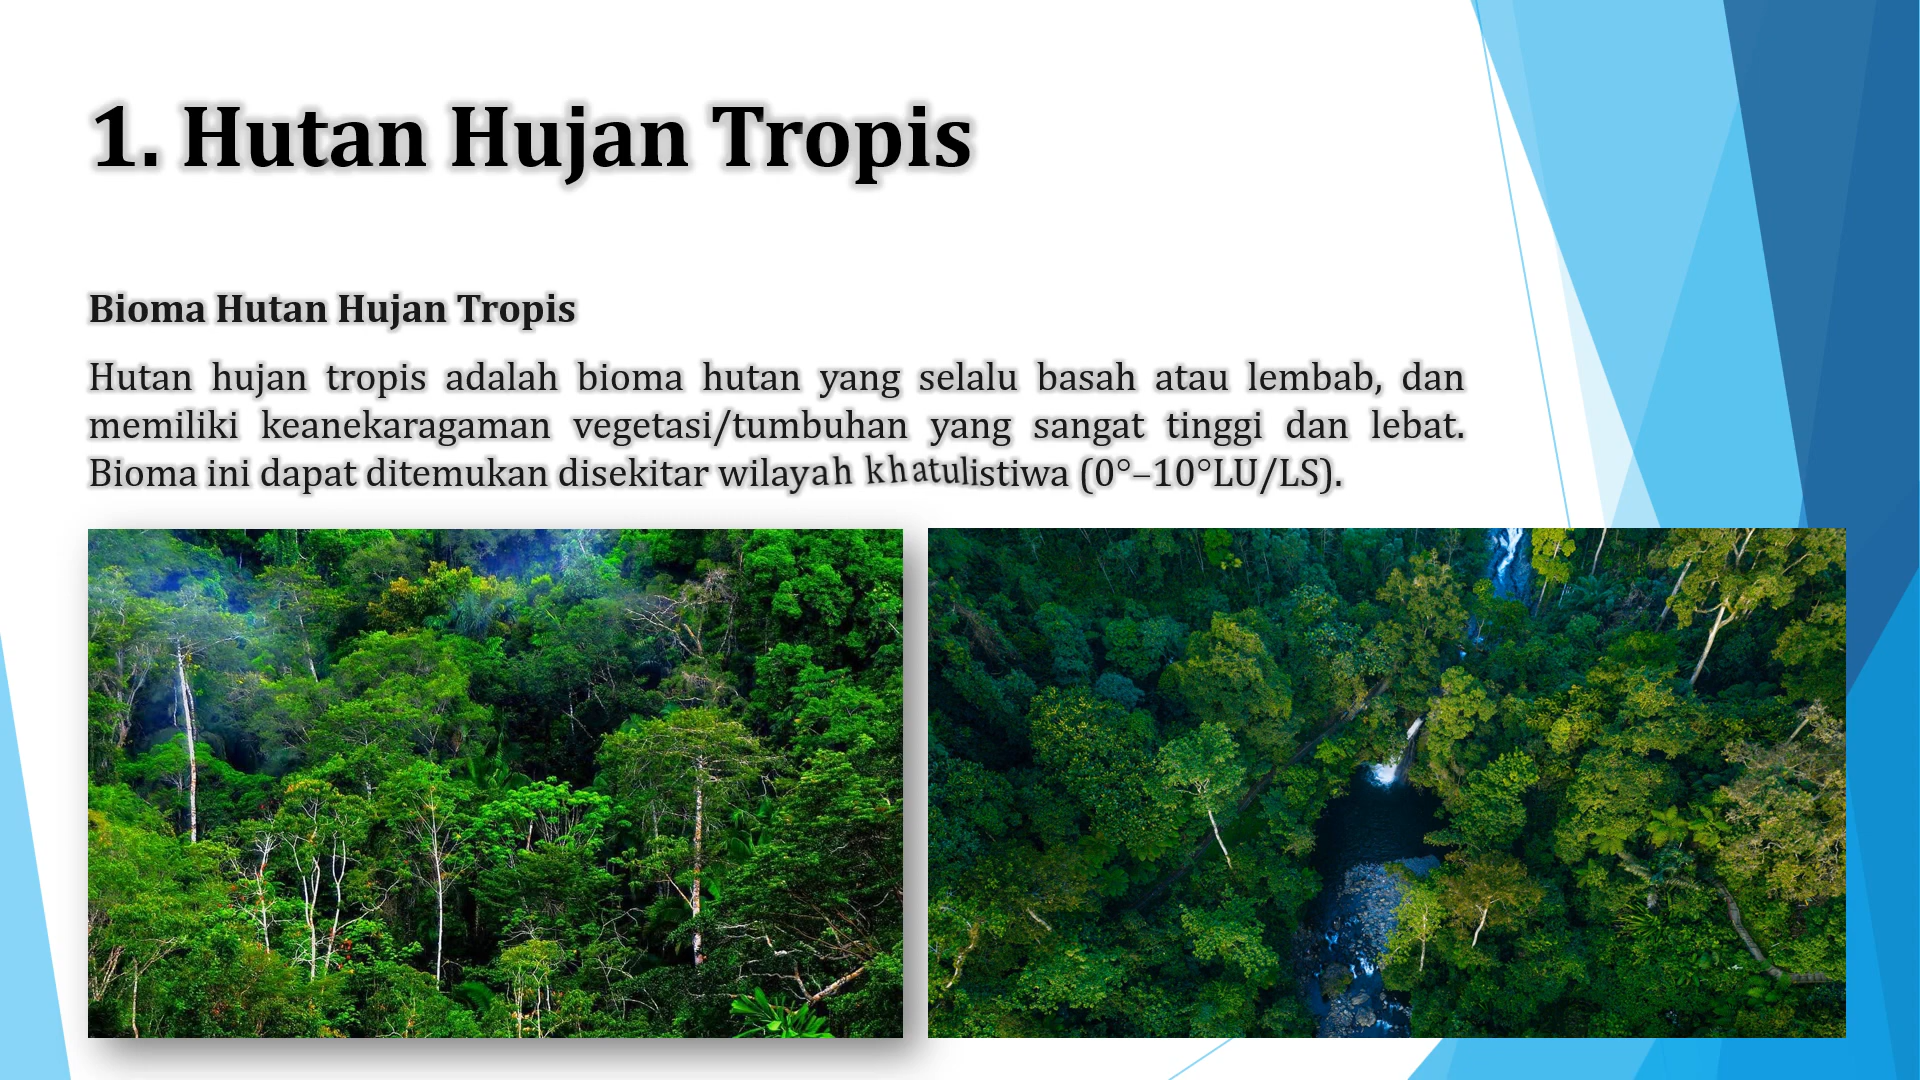 1. Hutan Hujan Tropis
Bioma Hutan Hujan Tropis
Hutan hujan tropis adalah bioma hutan yang selalu basah atau lembab, dan
memiliki keanekaragaman vegetasi/tumbuhan yang sangat tinggi dan lebat.
Bioma ini dapat ditemukan disekitar wilayah khatulistiwa (0°–10°LU/LS).